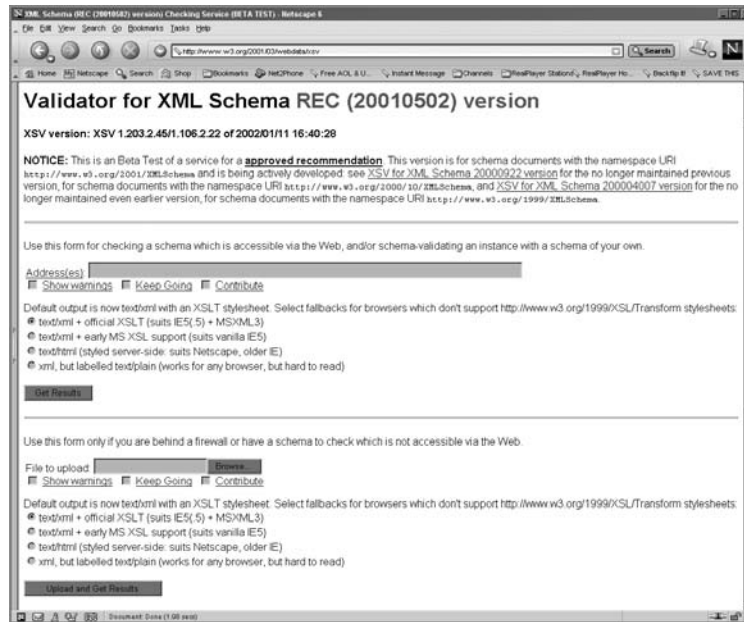 XML Schema (REC (20010502) version) Checking Service (BETA TEST) - Netscape 6
File Edit View Search Go Bookmarks Tasks Help
http://www.w3.org/2001/03/webdata/xsv
Search
N
Home My Netscape Search Shop Bookmarks Net2Phone Free AOL & U... Instant Message Channels RealPlayer RealPlayer Ho... Backflip It! SAVE THIS
Validator for XML Schema REC (20010502) version
XSV version: XSV 1.203.2.45/1.106.2.22 of 2002/01/11 16:40:28
NOTICE: This is an Beta Test of a service for a approved recommendation. This version is for schema documents with the namespace URI
http://www.w3.org/2001/XMLSchema and is being actively developed: see XSV for XML Schema 20000922 version for the no longer maintained previous
version, for schema documents with the namespace URI http://www.w3.org/2000/10/XMLSchema, and XSV for XML Schema 200004007 version for the no
longer maintained even earlier version, for schema documents with the namespace URI http://www.w3.org/1999/XMLSchema.
Use this form for checking a schema which is accessible via the Web, and/or schema-validating an instance with a schema of your own.
Address(es):
Show warnings Keep Going Contribute
Default output is now text/xml with an XSLT stylesheet. Select fallbacks for browsers which don't support http://www.w3.org/1999/XSL/Transform stylesheets:
text/xml + official XSLT (suits IE5(.5) + MSXML3)
text/xml + early MS XSL support (suits vanilla IE5)
text/html (styled server-side: suits Netscape, older IE)
xml, but labelled text/plain (works for any browser, but hard to read)
Get Results
Use this form only if you are behind a firewall or have a schema to check which is not accessible via the Web.
File to upload: Browse...
Show warnings Keep Going Contribute
Default output is now text/xml with an XSLT stylesheet. Select fallbacks for browsers which don't support http://www.w3.org/1999/XSL/Transform stylesheets:
text/xml + official XSLT (suits IE5(.5) + MSXML3)
text/xml + early MS XSL support (suits vanilla IE5)
text/html (styled server-side: suits Netscape, older IE)
xml, but labelled text/plain (works for any browser, but hard to read)
Upload and Get Results
Document: Done (1.08 secs)